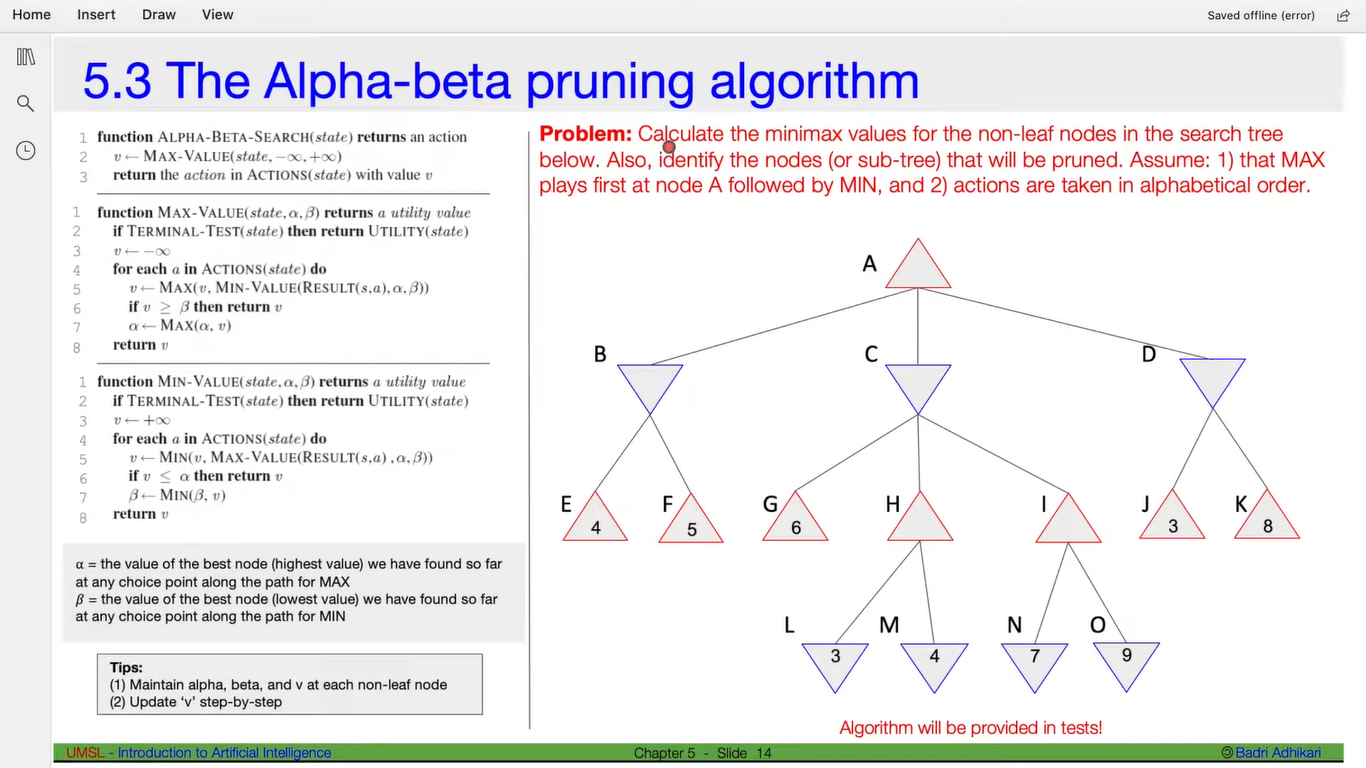 Home Insert Draw View
Saved offline (error)
5.3 The Alpha-beta pruning algorithm
1 function ALPHA-BETA-SEARCH(state) returns an action
2 v ← MAX-VALUE(state, −∞, +∞)
3 return the action in ACTIONS(state) with value v
1 function MAX-VALUE(state, α, β) returns a utility value
2 if TERMINAL-TEST(state) then return UTILITY(state)
3 v ← −∞
4 for each a in ACTIONS(state) do
5 v ← MAX(v, MIN-VALUE(RESULT(s,a), α, β))
6 if v ≥ β then return v
7 α ← MAX(α, v)
8 return v
1 function MIN-VALUE(state, α, β) returns a utility value
2 if TERMINAL-TEST(state) then return UTILITY(state)
3 v ← +∞
4 for each a in ACTIONS(state) do
5 v ← MIN(v, MAX-VALUE(RESULT(s,a) , α, β))
6 if v ≤ α then return v
7 β ← MIN(β, v)
8 return v
α = the value of the best node (highest value) we have found so far
at any choice point along the path for MAX
β = the value of the best node (lowest value) we have found so far
at any choice point along the path for MIN
Tips:
(1) Maintain alpha, beta, and v at each non-leaf node
(2) Update ‘v’ step-by-step
Problem: Calculate the minimax values for the non-leaf nodes in the search tree
below. Also, identify the nodes (or sub-tree) that will be pruned. Assume: 1) that MAX
plays first at node A followed by MIN, and 2) actions are taken in alphabetical order.
A
B C D
E F G H I J K
4 5 6 3 8
L M N O
3 4 7 9
Algorithm will be provided in tests!
UMSL - Introduction to Artificial Intelligence
Chapter 5 - Slide 14
🄯 Badri Adhikari